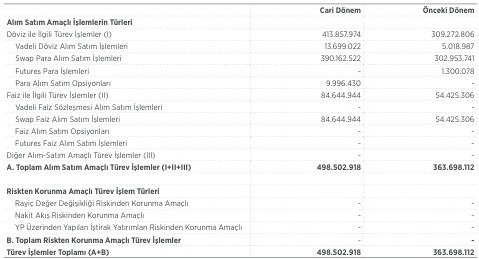 Cari Dönem Önceki Dönem
Alım Satım Amaçlı İşlemlerin Türleri
Döviz ile İlgili Türev İşlemler (I) 413.857.974 309.272.806
Vadeli Döviz Alım Satım İşlemleri 13.699.022 5.018.987
Swap Para Alım Satım İşlemleri 390.162.522 302.953.741
Futures Para İşlemleri - 1.300.078
Para Alım Satım Opsiyonları 9.996.430 -
Faiz ile İlgili Türev İşlemler (II) 84.644.944 54.425.306
Vadeli Faiz Sözleşmesi Alım Satım İşlemleri - -
Swap Faiz Alım Satım İşlemleri 84.644.944 54.425.306
Faiz Alım Satım Opsiyonları - -
Futures Faiz Alım Satım İşlemleri - -
Diğer Alım-Satım Amaçlı Türev İşlemler (III) - -
A. Toplam Alım Satım Amaçlı Türev İşlemler (I+II+III) 498.502.918 363.698.112
Riskten Korunma Amaçlı Türev İşlem Türleri
Rayiç Değer Değişikliği Riskinden Korunma Amaçlı - -
Nakit Akış Riskinden Korunma Amaçlı - -
YP Üzerinden Yapılan İştirak Yatırımları Riskinden Korunma Amaçlı - -
B. Toplam Riskten Korunma Amaçlı Türev İşlemler - -
Türev İşlemler Toplamı (A+B) 498.502.918 363.698.112